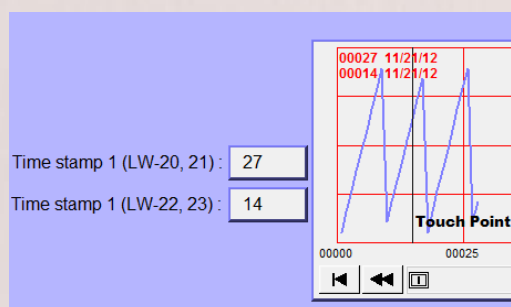 00027 11/21/12
00014 11/21/12
Time stamp 1 (LW-20, 21) : 27
Time stamp 1 (LW-22, 23) : 14
Touch Point
00000 00025